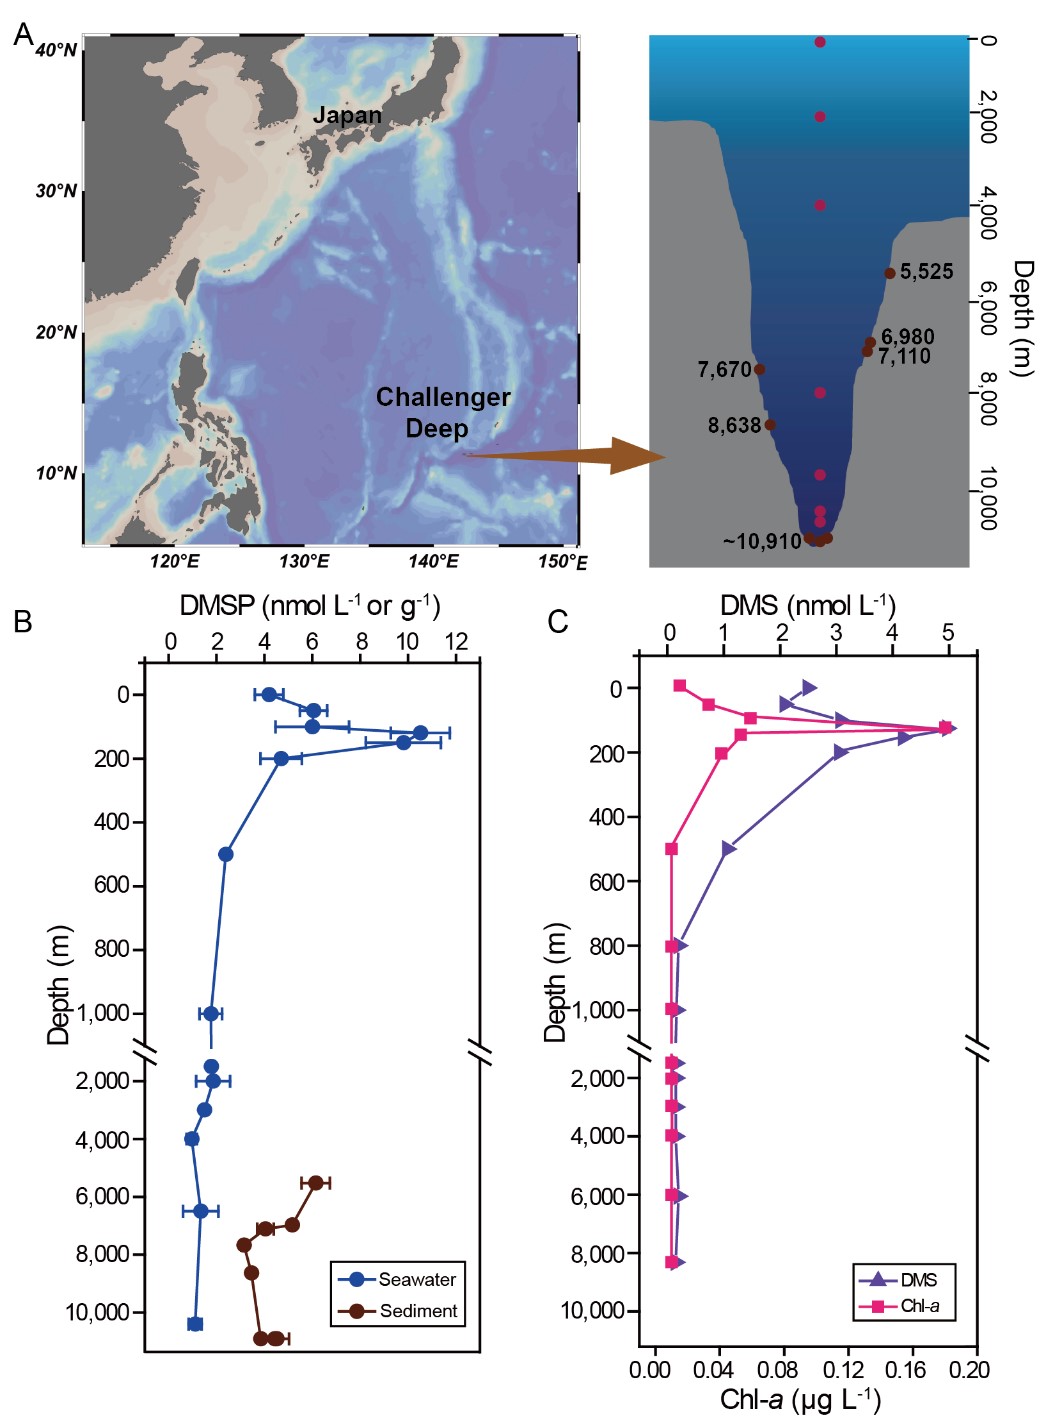 A
40°N
30°N
20°N
10°N
120°E
130°E
140°E
150°E
Japan
Challenger
Deep
0
2,000
4,000
6,000
8,000
10,000
Depth (m)
5,525
6,980
7,110
7,670
8,638
~10,910
B
DMSP (nmol L-1 or g-1)
0 2 4 6 8 10 12
0
200
400
600
800
1,000
2,000
4,000
6,000
8,000
10,000
Depth (m)
Seawater
Sediment
C
DMS (nmol L-1)
0 1 2 3 4 5
0
200
400
600
800
1,000
2,000
4,000
6,000
8,000
10,000
Depth (m)
DMS
Chl-a
0.00 0.04 0.08 0.12 0.16 0.20
Chl-a (µg L-1)